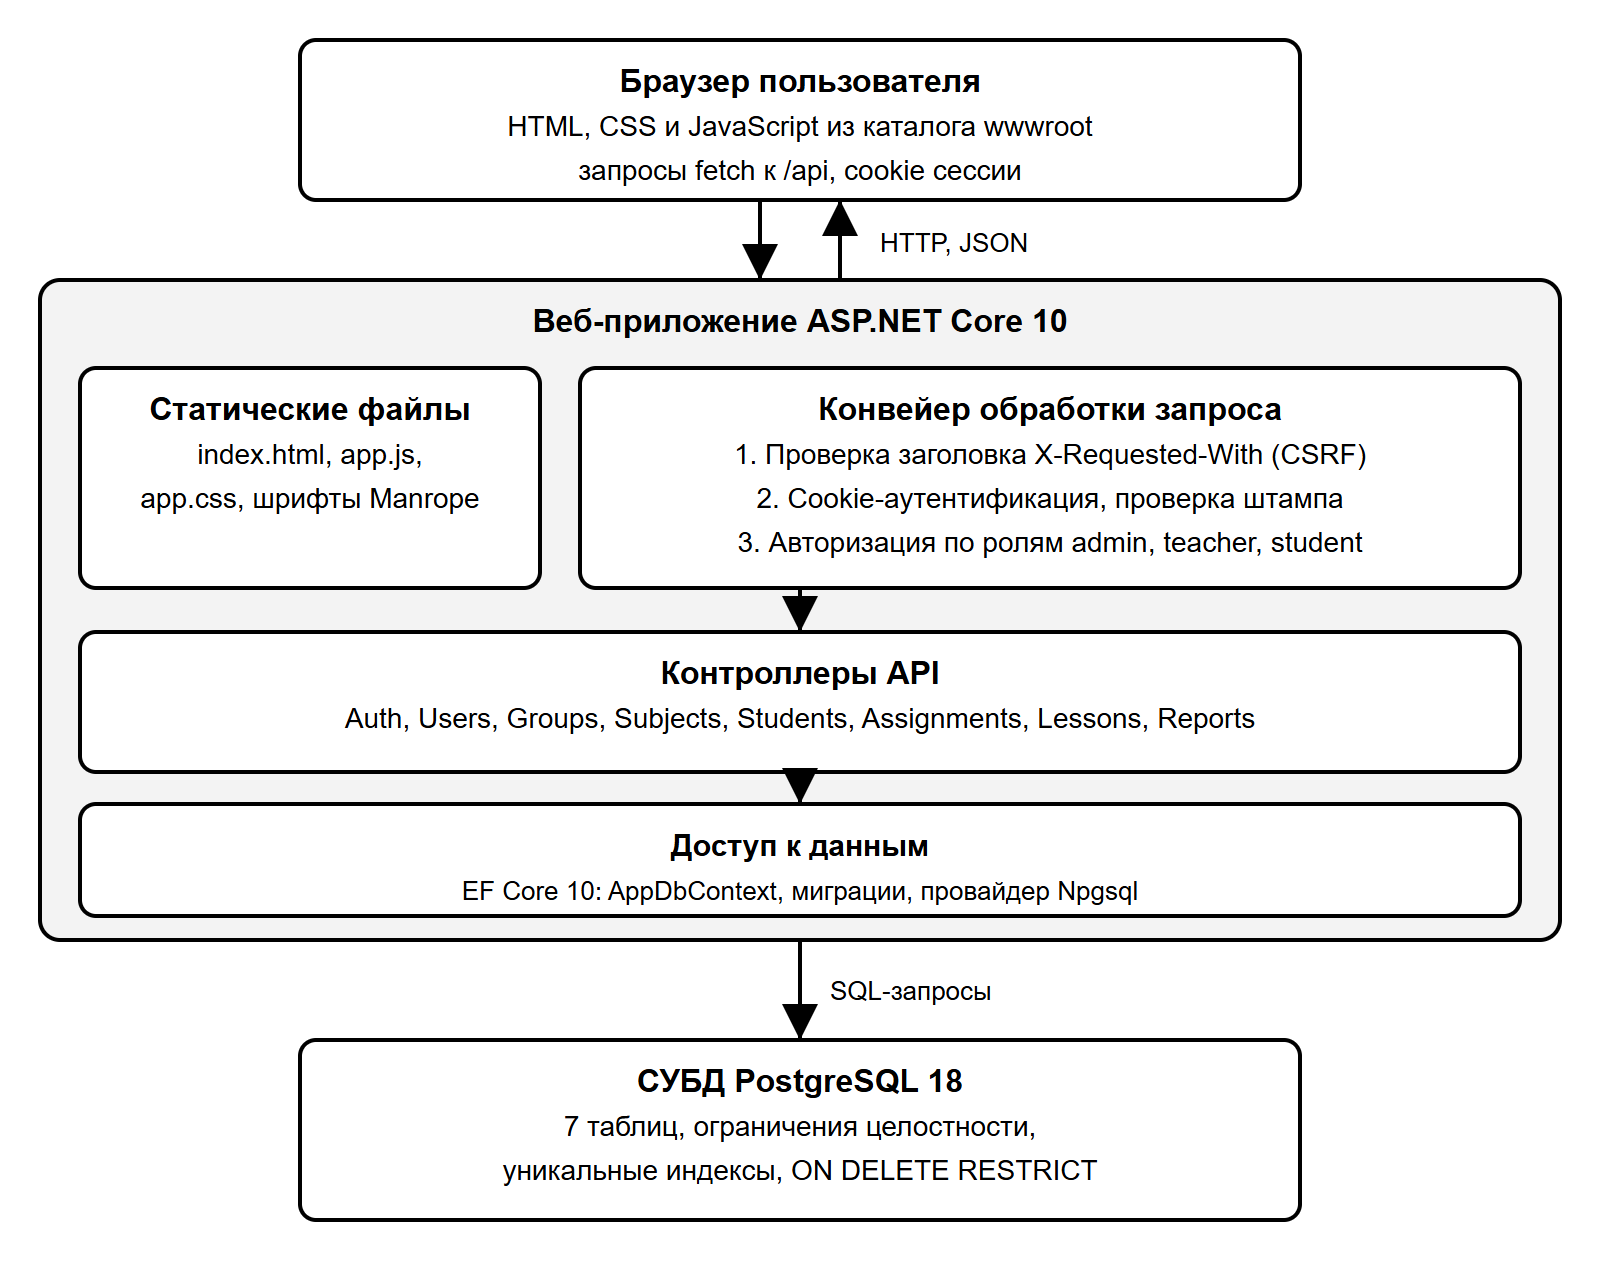 Браузер пользователя
HTML, CSS и JavaScript из каталога wwwroot
запросы fetch к /api, cookie сессии
HTTP, JSON
Веб-приложение ASP.NET Core 10
Статические файлы
index.html, app.js,
app.css, шрифты Manrope
Конвейер обработки запроса
1. Проверка заголовка X-Requested-With (CSRF)
2. Cookie-аутентификация, проверка штампа
3. Авторизация по ролям admin, teacher, student
Контроллеры API
Auth, Users, Groups, Subjects, Students, Assignments, Lessons, Reports
Доступ к данным
EF Core 10: AppDbContext, миграции, провайдер Npgsql
SQL-запросы
СУБД PostgreSQL 18
7 таблиц, ограничения целостности,
уникальные индексы, ON DELETE RESTRICT